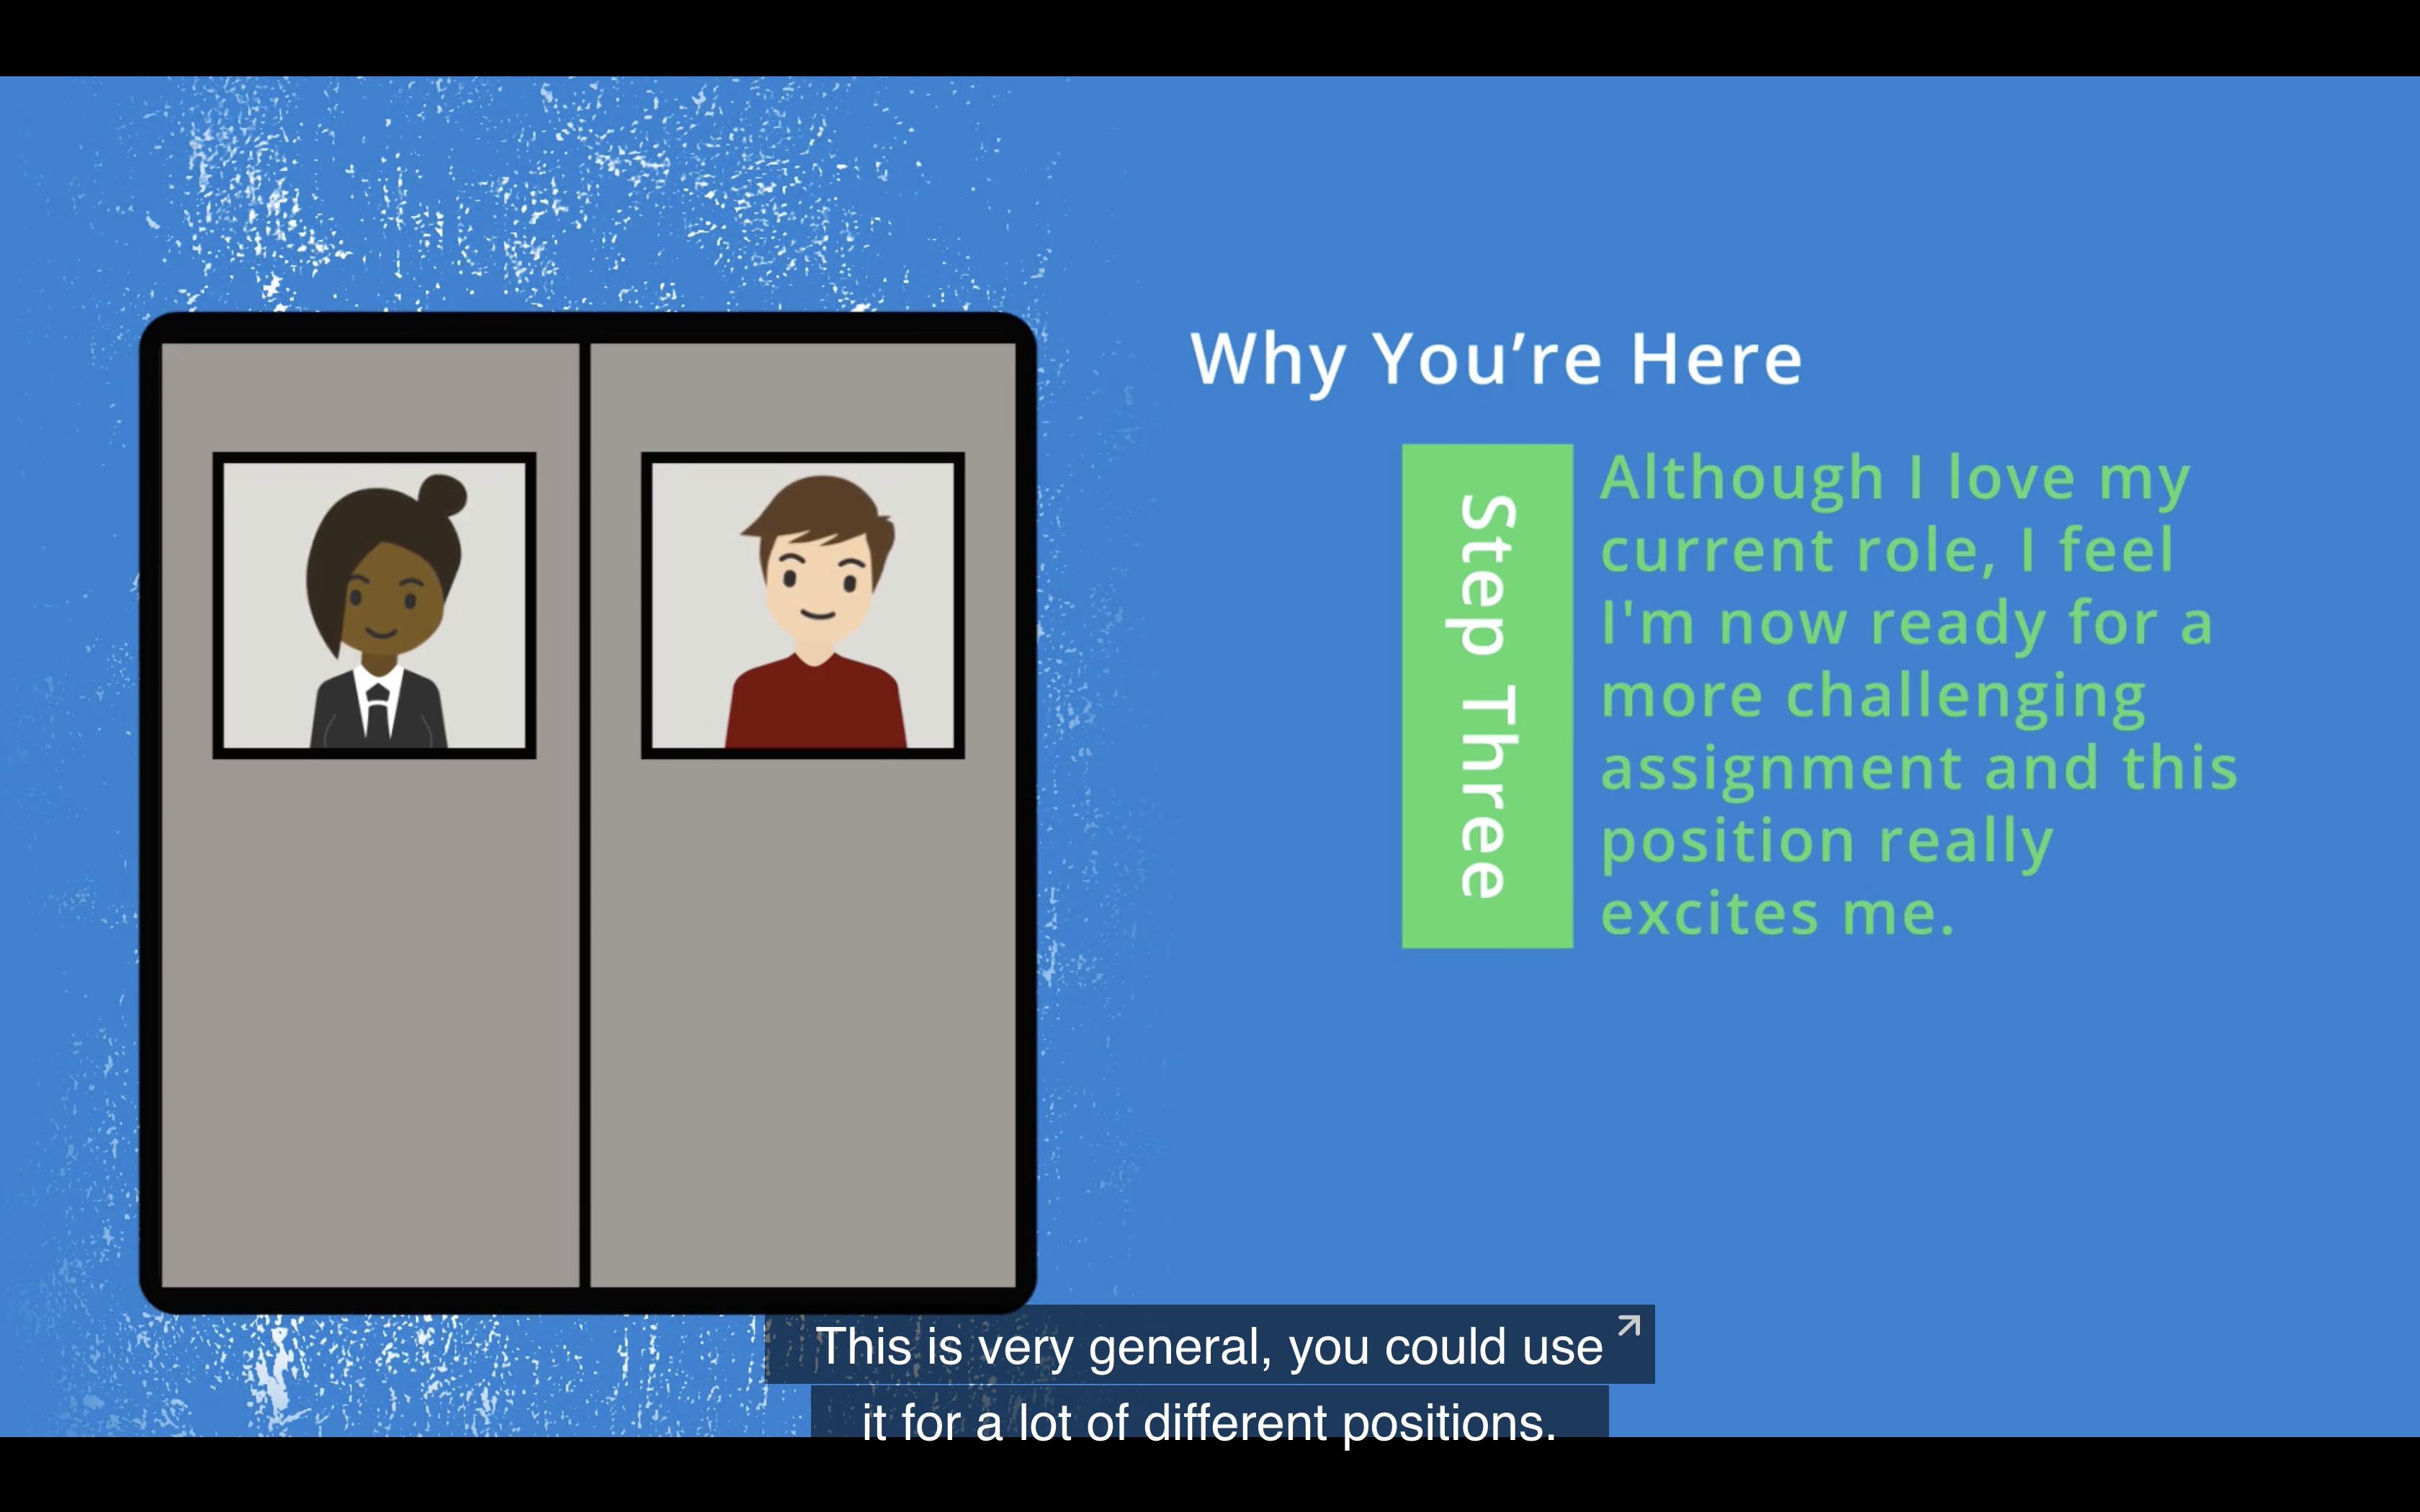 Why You’re Here
Step Three
Although I love my
current role, I feel
I'm now ready for a
more challenging
assignment and this
position really
excites me.
This is very general, you could use
it for a lot of different positions.